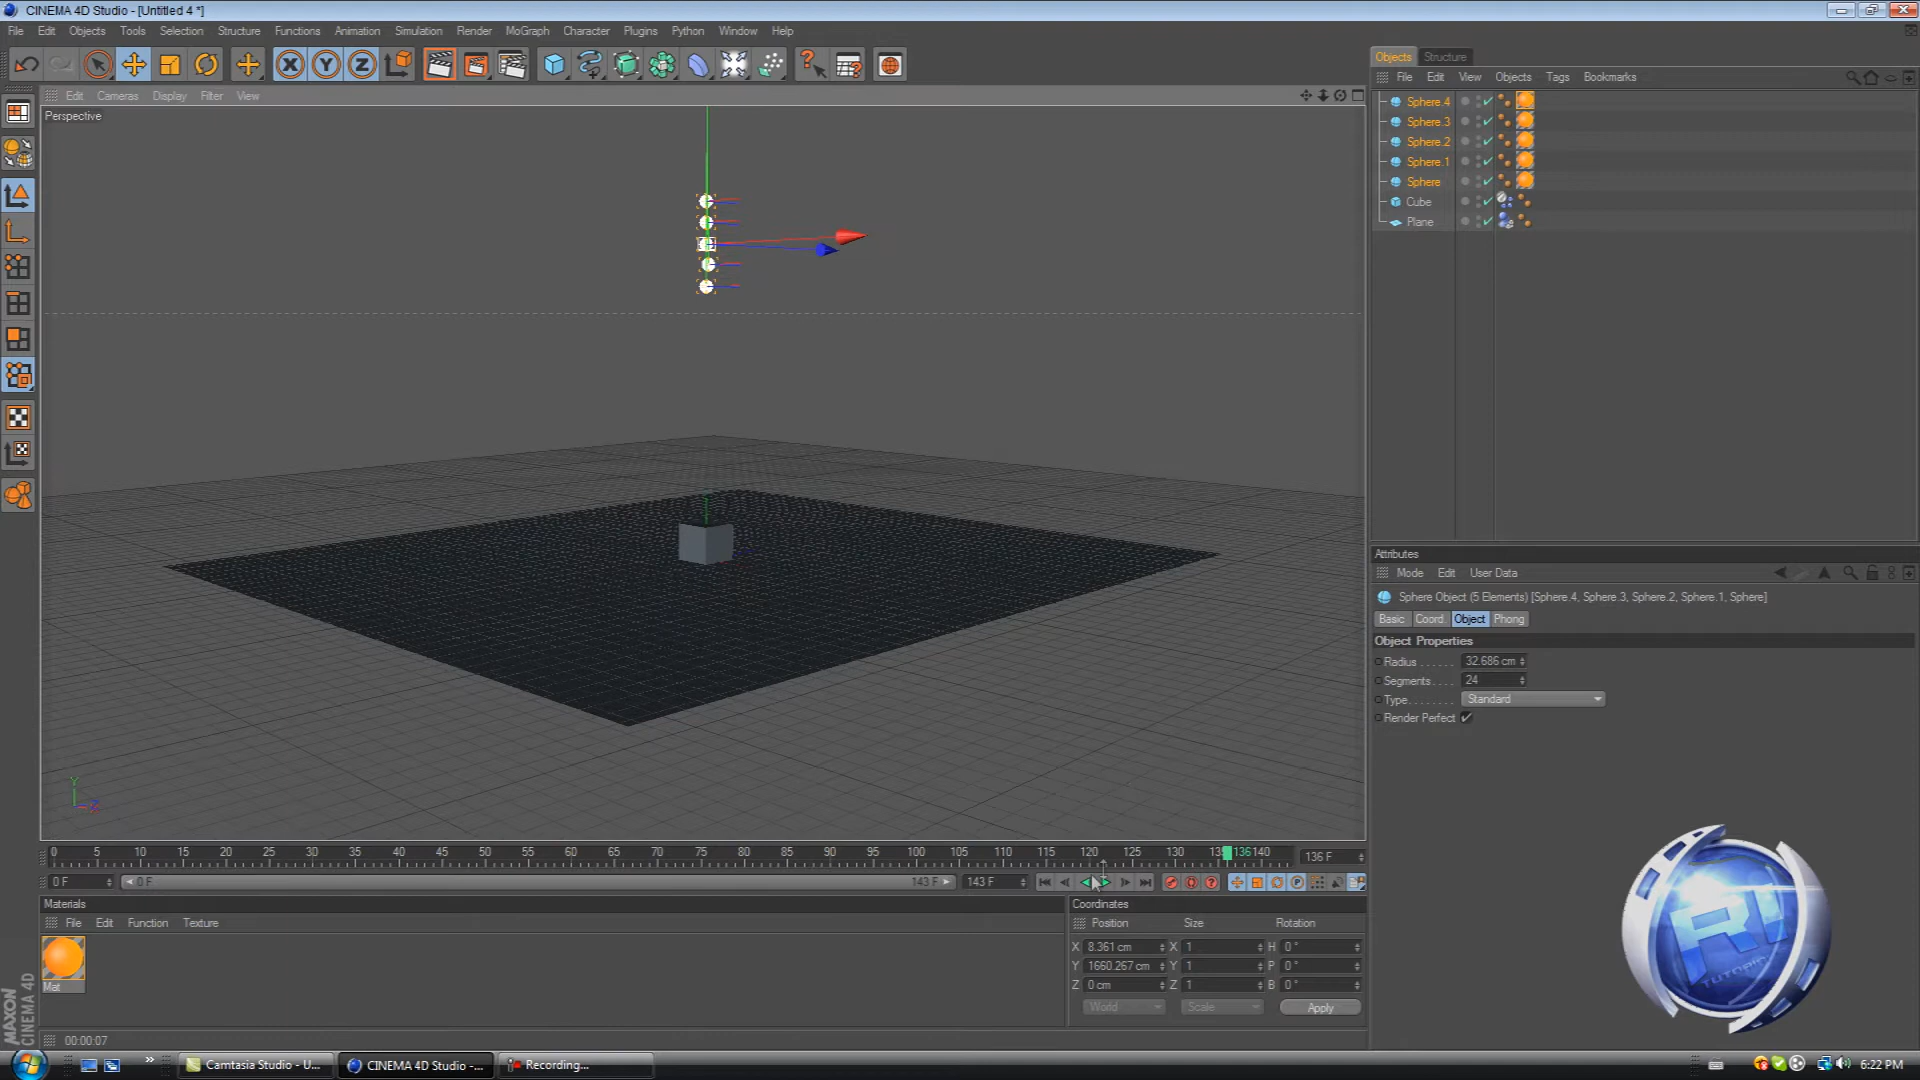 CINEMA 4D Studio - [Untitled 4 *]
File Edit Objects Tools Selection Structure Functions Animation Simulation Render MoGraph Character Plugins Python Window Help
Edit Cameras Display Filter View
Perspective
Objects Structure
File Edit View Objects Tags Bookmarks
Sphere.4
Sphere.3
Sphere.2
Sphere.1
Sphere
Cube
Plane
Attributes
Mode Edit User Data
Sphere Object (5 Elements) [Sphere.4, Sphere.3, Sphere.2, Sphere.1, Sphere]
Basic Coord. Object Phong
Object Properties
Radius 32.686 cm
Segments 24
Type Standard
Render Perfect
0 5 10 15 20 25 30 35 40 45 50 55 60 65 70 75 80 85 90 95 100 105 110 115 120 125 130 136 140 136 F
0 F 0 F 143 F 143 F
Materials
File Edit Function Texture
Mat
Coordinates
Position Size Rotation
X 8.361 cm X 1 H 0 °
Y 1660.267 cm Y 1 P 0 °
Z 0 cm Z 1 B 0 °
World Scale Apply
MAXON
CINEMA 4D
00:00:07
Camtasia Studio - U... CINEMA 4D Studio -... Recording... 6:22 PM